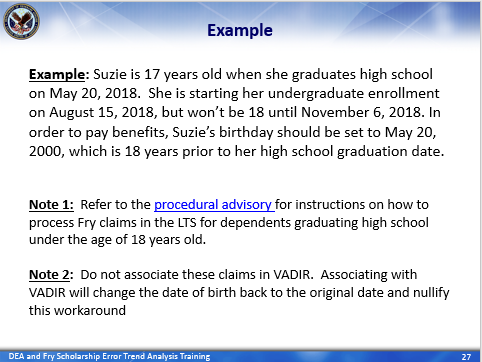 Example
Example: Suzie is 17 years old when she graduates high school
on May 20, 2018.  She is starting her undergraduate enrollment
on August 15, 2018, but won't be 18 until November 6, 2018. In
order to pay benefits, Suzie's birthday should be set to May 20,
2000, which is 18 years prior to her high school graduation date.
Note 1:  Refer to the procedural advisory for instructions on how to
process Fry claims in the LTS for dependents graduating high school
under the age of 18 years old.
Note 2:  Do not associate these claims in VADIR.  Associating with
VADIR will change the date of birth back to the original date and nullify
this workaround
DEA and Fry Scholarship Error Trend Analysis Training
27